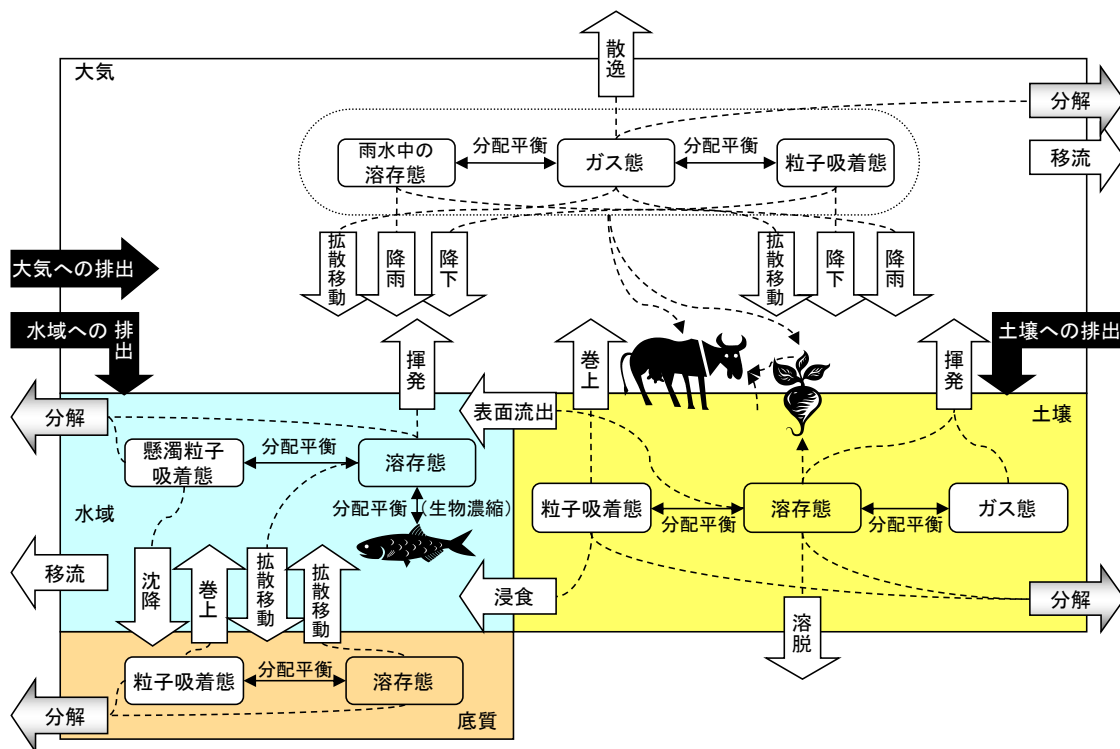 大気
散逸
分解
移流
雨水中の
溶存態
分配平衡
ガス態
分配平衡
粒子吸着態
拡散移動
降雨
降下
拡散移動
降下
降雨
大気への排出
水域への 排
出
土壌への排出
揮発
巻上
揮発
分解
表面流出
土壌
懸濁粒子
吸着態
分配平衡
溶存態
分配平衡（生物濃縮）
水域
粒子吸着態
分配平衡
溶存態
分配平衡
ガス態
移流
沈降
巻上
拡散移動
拡散移動
浸食
分解
溶脱
粒子吸着態
分配平衡
溶存態
分解
底質